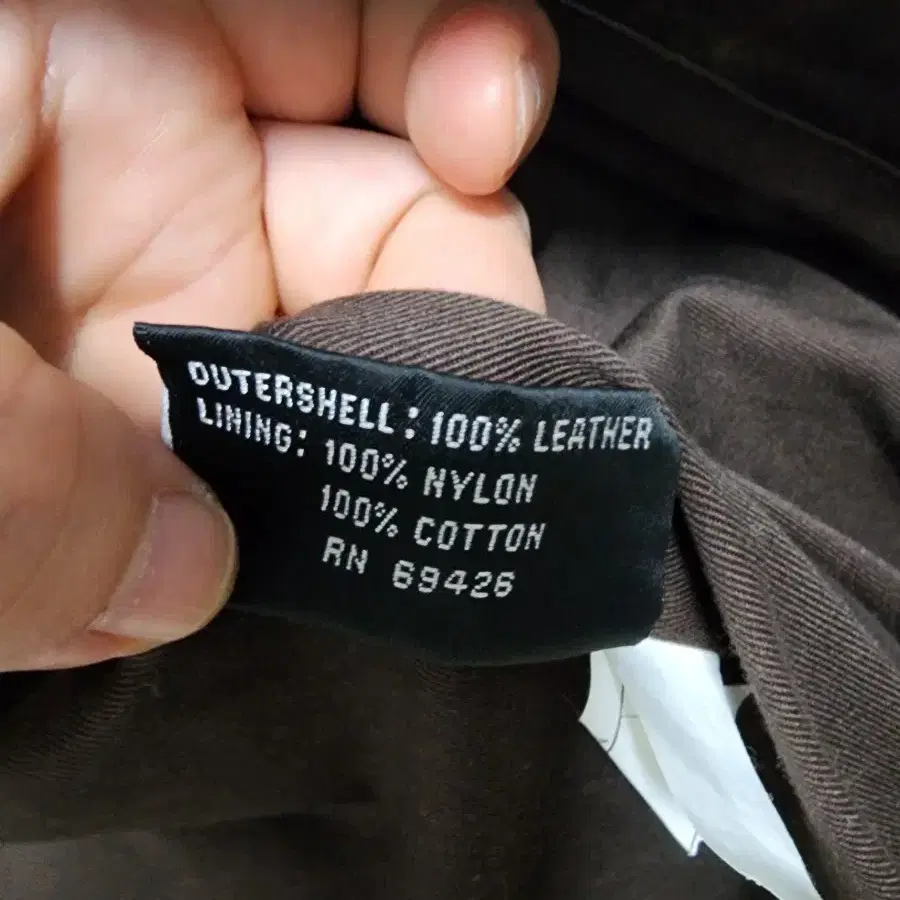 OUTERSHELL: 100% LEATHER
LINING: 100% NYLON
100% COTTON
RN 69426